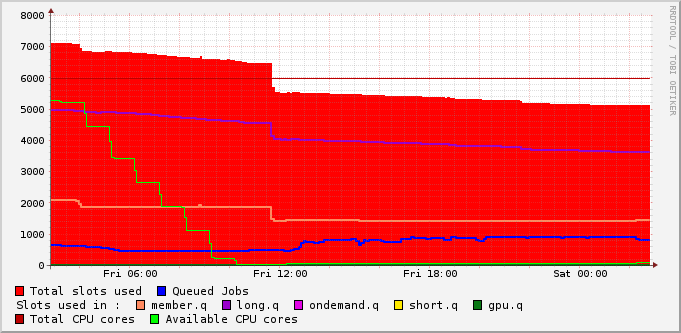 8000
7000
6000
5000
4000
3000
2000
1000
0
Fri 06:00 Fri 12:00 Fri 18:00 Sat 00:00
RRDTOOL / TOBI OETIKER
Total slots used Queued Jobs
Slots used in : member.q long.q ondemand.q short.q gpu.q
Total CPU cores Available CPU cores